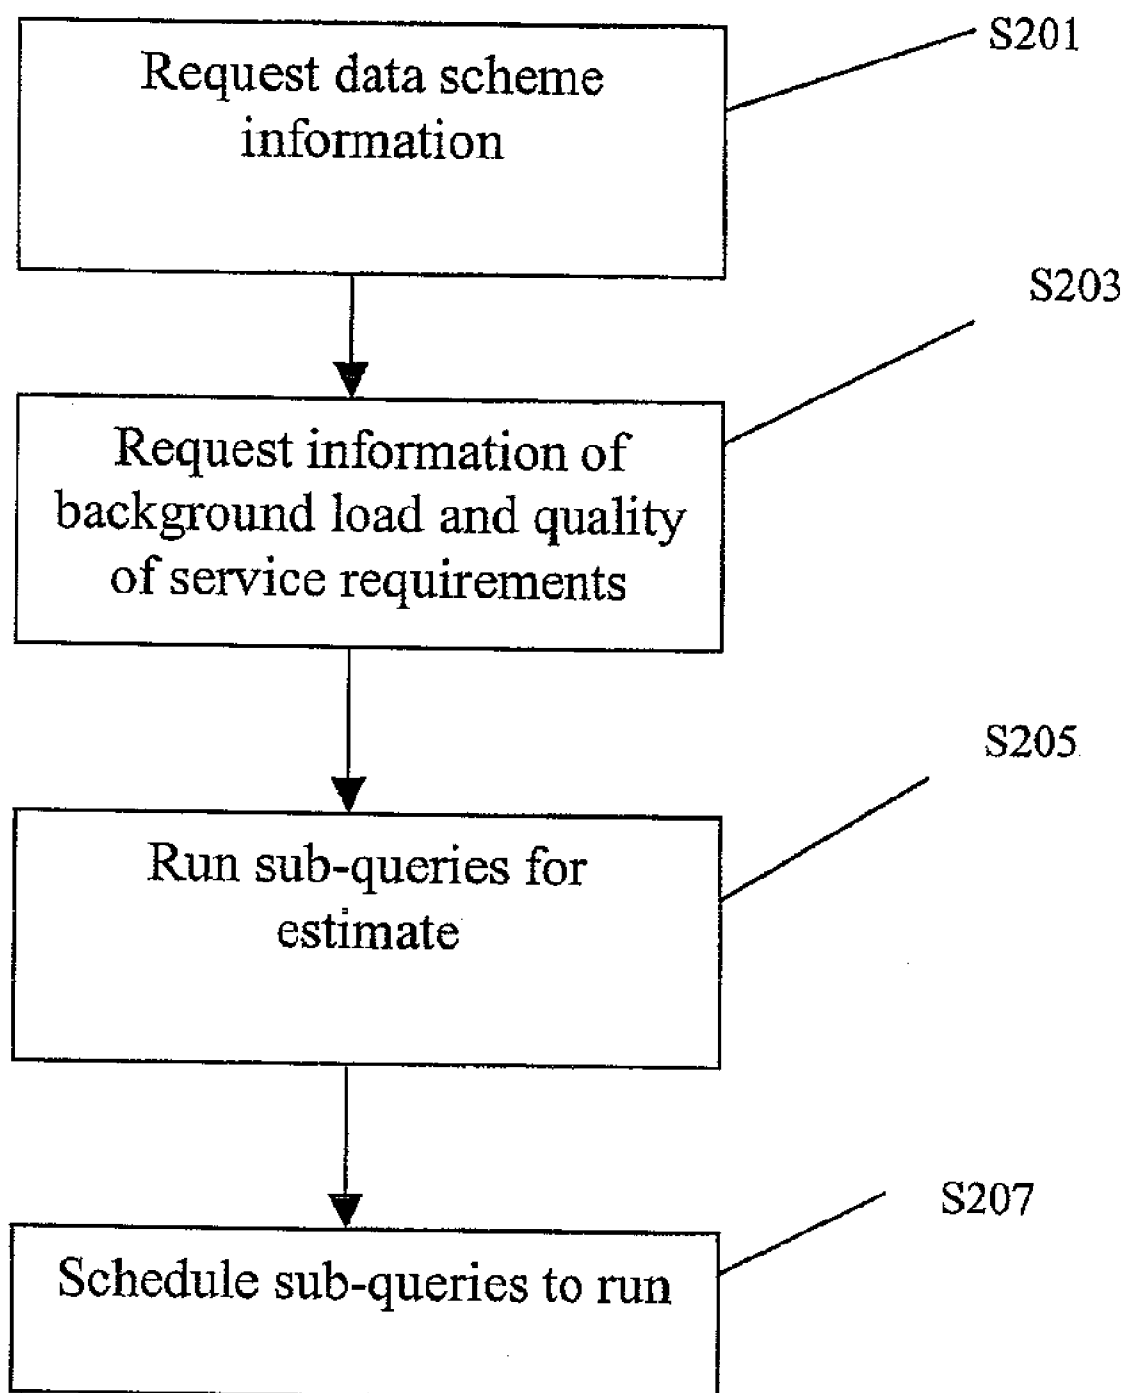 Request data scheme
information
S201
Request information of
background load and quality
of service requirements
S203
Run sub-queries for
estimate
S205
Schedule sub-queries to run
S207